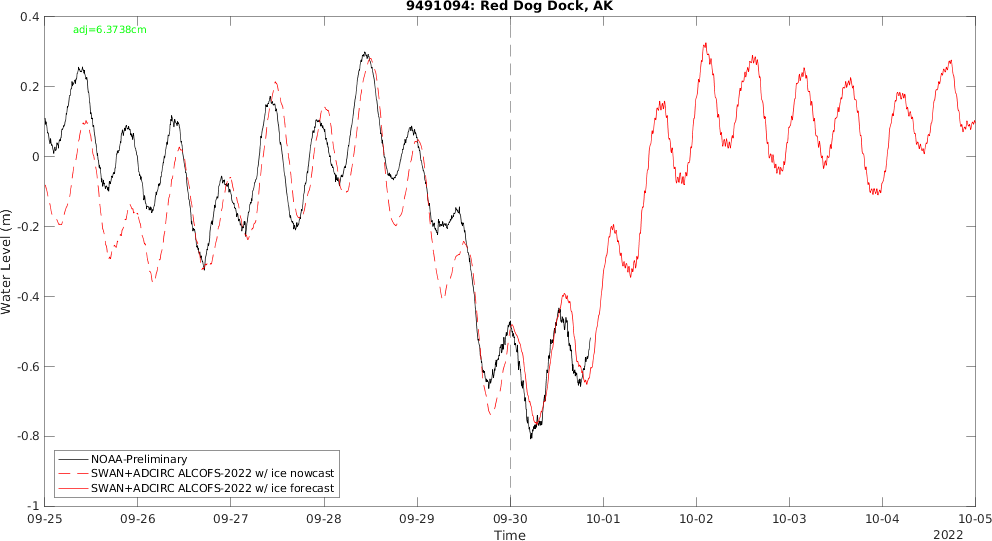 9491094: Red Dog Dock, AK
adj=6.3738cm
0.4
0.2
0
-0.2
-0.4
-0.6
-0.8
-1
Water Level (m)
NOAA-Preliminary
SWAN+ADCIRC ALCOFS-2022 w/ ice nowcast
SWAN+ADCIRC ALCOFS-2022 w/ ice forecast
09-25 09-26 09-27 09-28 09-29 09-30 10-01 10-02 10-03 10-04 10-05
Time
2022